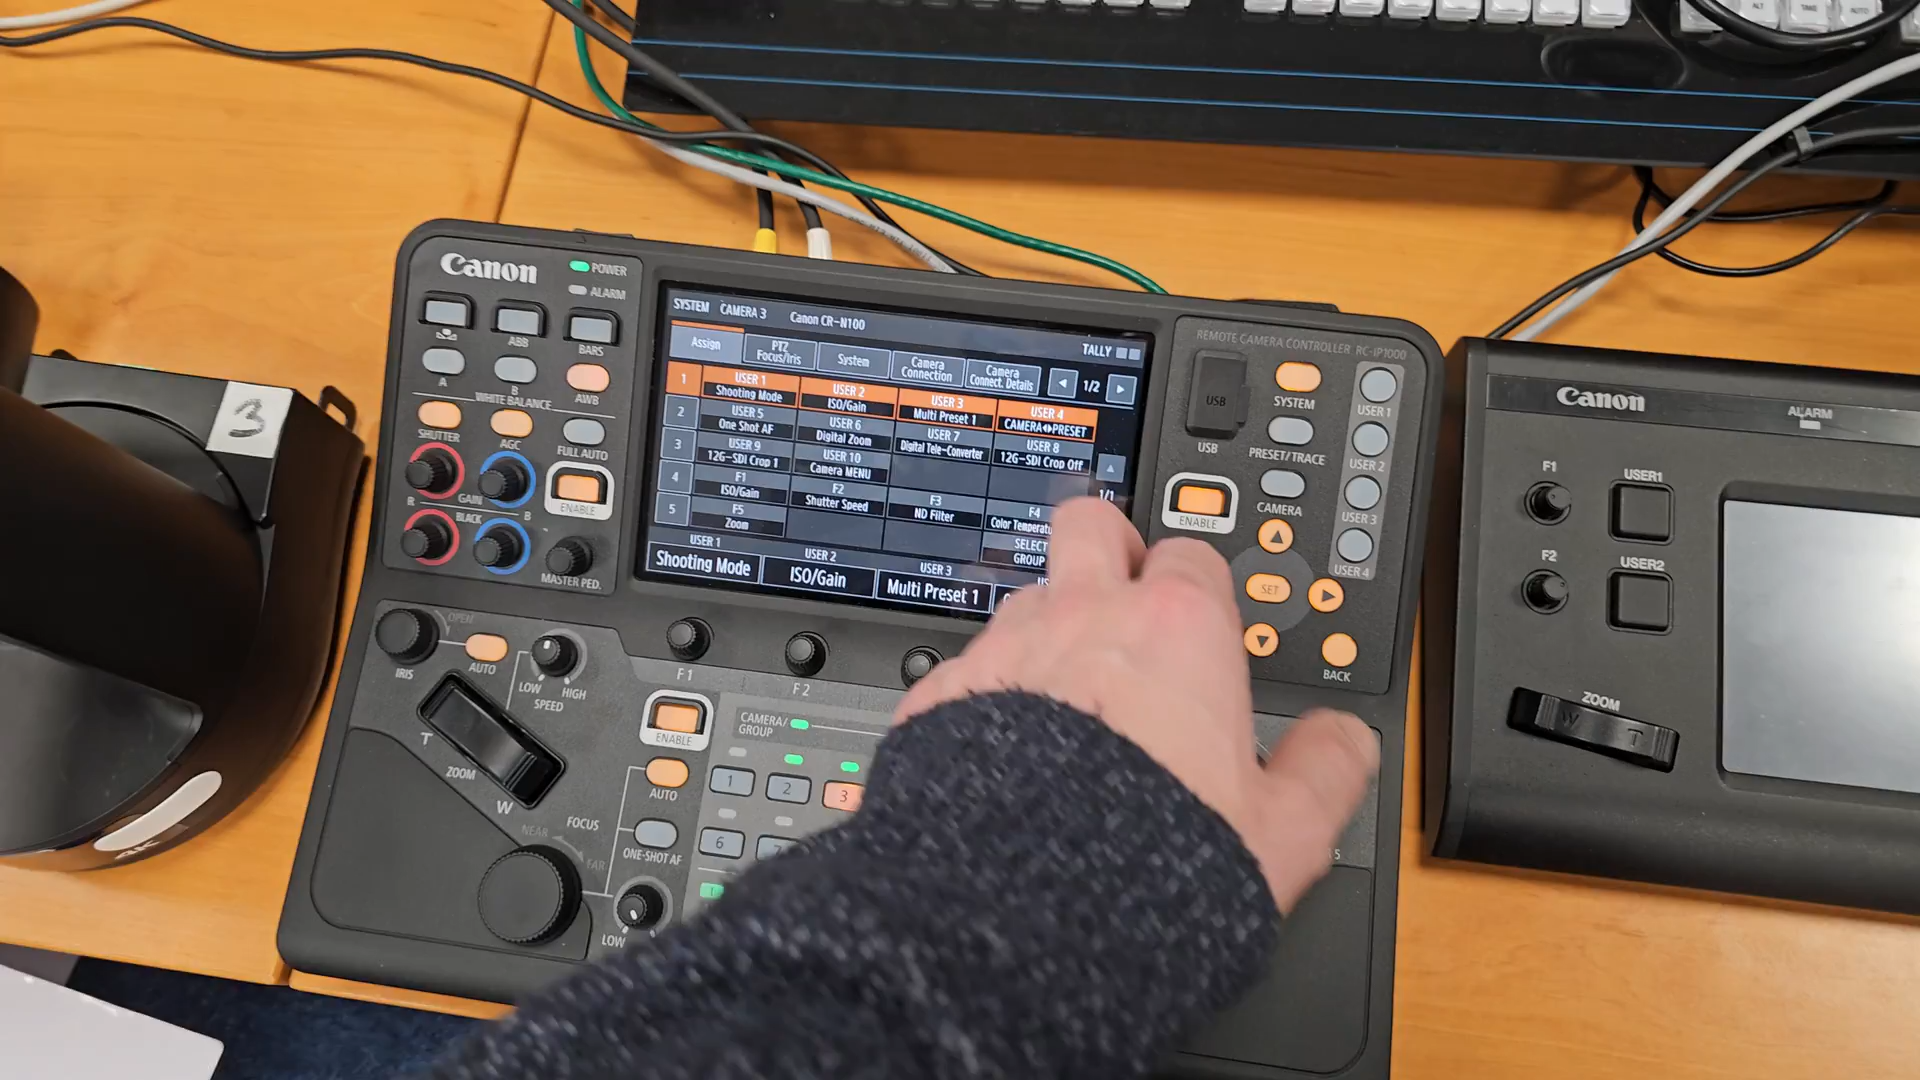 ALT
TAKE
AUTO
Canon
POWER
ALARM
ABB
BARS
A
B
AWB
WHITE BALANCE
SHUTTER
AGC
FULL AUTO
R
GAIN
B
ENABLE
BLACK
MASTER PED.
SYSTEM CAMERA 3 Canon CR-N100
TALLY
Assign
PTZ
Focus/Iris
System
Camera
Connection
Camera
Connect. Details
1/2
1
USER 1
Shooting Mode
USER 2
ISO/Gain
USER 3
Multi Preset 1
USER 4
CAMERA◂▸PRESET
2
USER 5
One Shot AF
USER 6
Digital Zoom
USER 7
Digital Tele-Converter
USER 8
12G-SDI Crop Off
3
USER 9
12G-SDI Crop 1
USER 10
Camera MENU
4
F1
ISO/Gain
F2
Shutter Speed
F3
ND Filter
F4
5
F5
Zoom
1/1
SELECT
GROUP
USER 1
Shooting Mode
USER 2
ISO/Gain
USER 3
Multi Preset 1
REMOTE CAMERA CONTROLLER RC-IP1000
USB
USB
SYSTEM
PRESET/TRACE
CAMERA
ENABLE
SET
BACK
USER 1
USER 2
USER 3
USER 4
OPEN
IRIS
AUTO
LOW
HIGH
SPEED
F 1
F 2
T
ZOOM
W
ENABLE
CAMERA/
GROUP
AUTO
1
2
3
6
7
NEAR
FOCUS
FAR
ONE-SHOT AF
LOW
3
4K
Canon
ALARM
F1
USER1
F2
USER2
ZOOM
W
T